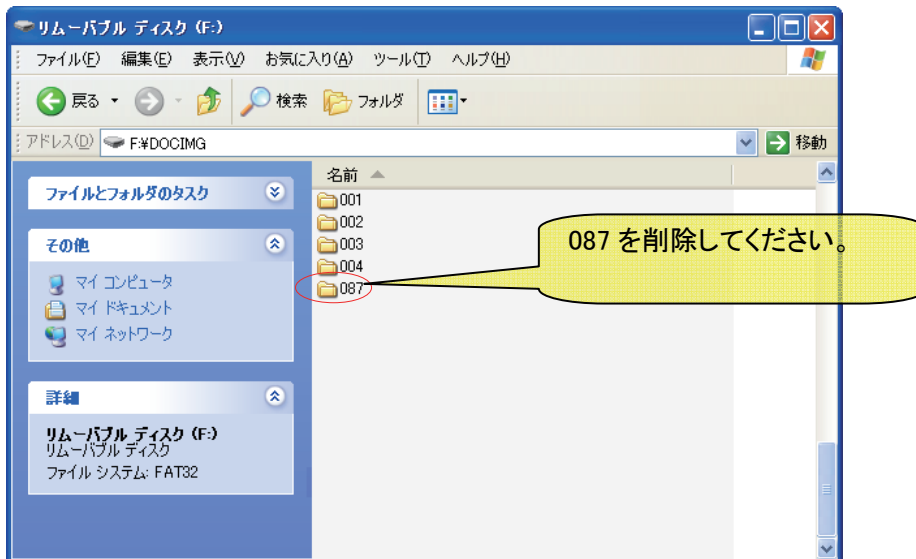 リムーバブル ディスク (F:)
ファイル(F) 編集(E) 表示(V) お気に入り(A) ツール(T) ヘルプ(H)
戻る 検索 フォルダ
アドレス(D) F:¥DOCIMG 移動
ファイルとフォルダのタスク
その他
マイ コンピュータ
マイ ドキュメント
マイ ネットワーク
詳細
リムーバブル ディスク (F:)
リムーバブル ディスク
ファイル システム: FAT32
名前
001
002
003
004
087
087 を削除してください。